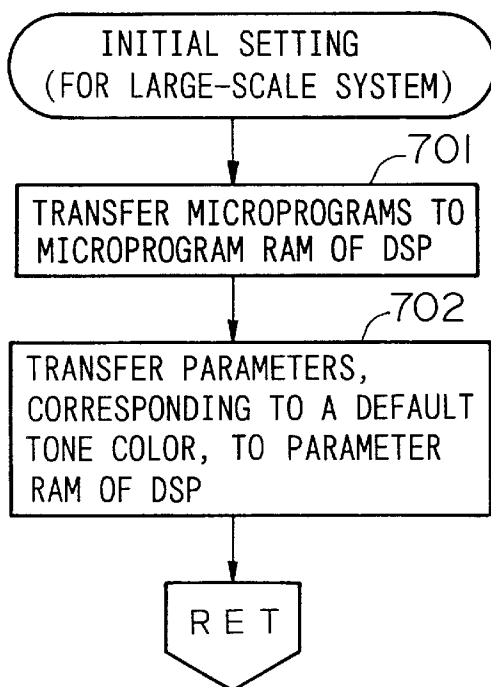 INITIAL SETTING
(FOR LARGE-SCALE SYSTEM)
701
TRANSFER MICROPROGRAMS TO
MICROPROGRAM RAM OF DSP
702
TRANSFER PARAMETERS,
CORRESPONDING TO A DEFAULT
TONE COLOR, TO PARAMETER
RAM OF DSP
RET